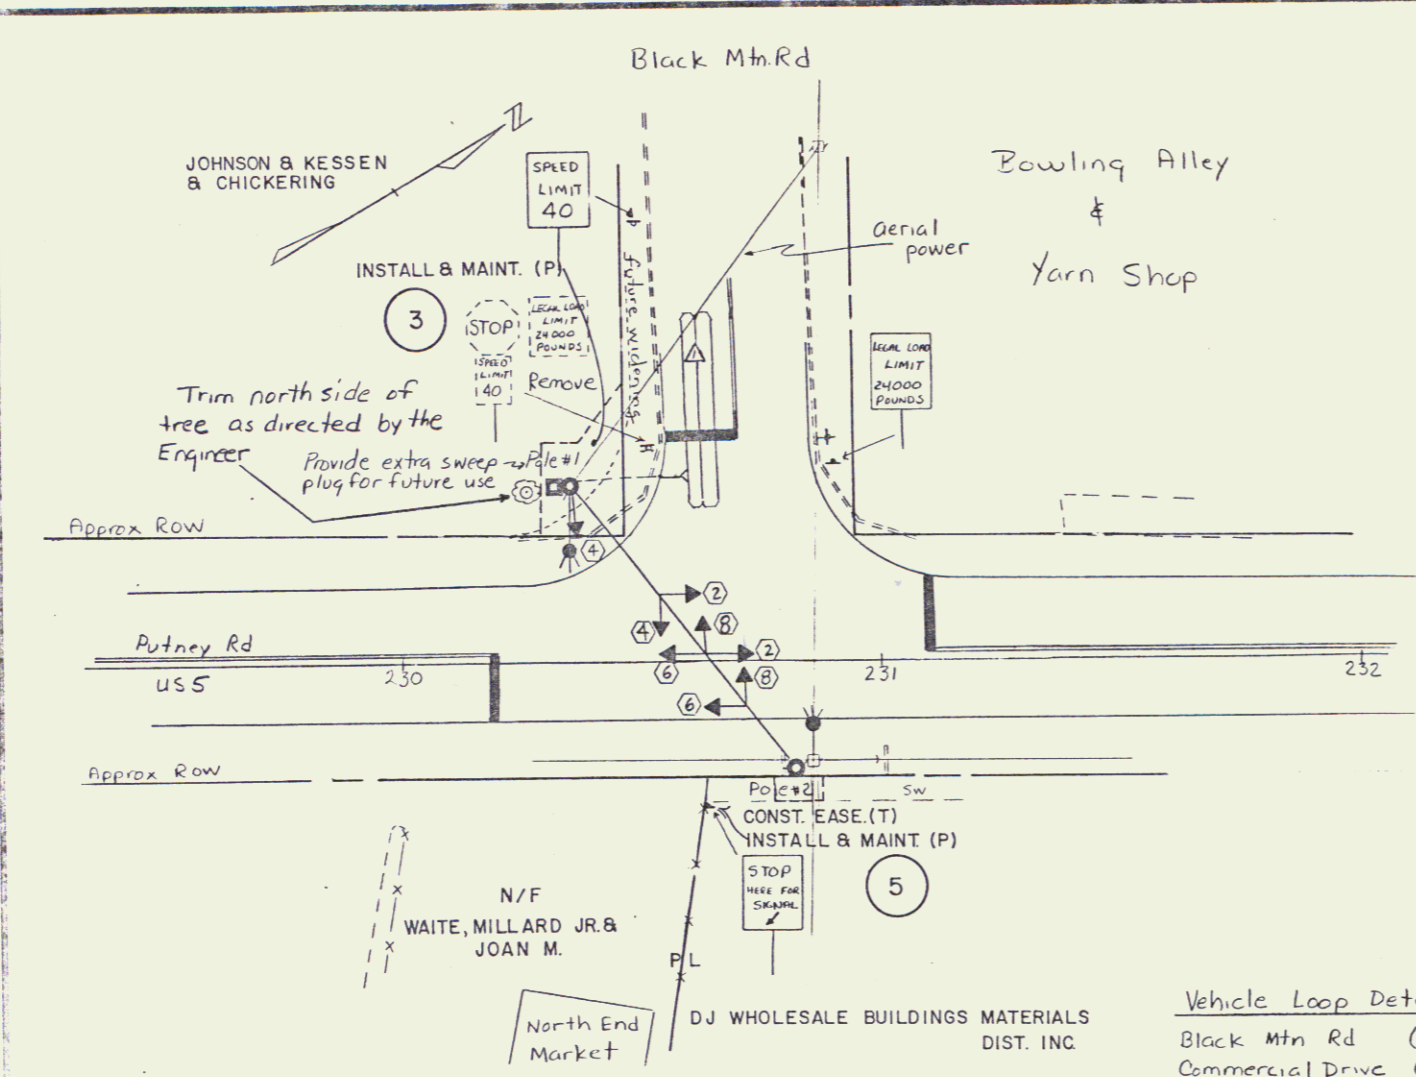 Black Mtn. Rd
N
JOHNSON & KESSEN
& CHICKERING
SPEED
LIMIT
40
Bowling Alley
&
Yarn Shop
aerial
power
INSTALL & MAINT. (P)
3
STOP
LEGAL LOAD
LIMIT
24000
POUNDS
SPEED
LIMIT
40
Remove
future widening
1
LEGAL LOAD
LIMIT
24000
POUNDS
Trim north side of
tree as directed by the
Engineer
Provide extra sweep
plug for future use
Pole #1
Approx ROW
4
2
4
8
Putney Rd
6
2
US 5
230
8
231
232
6
Approx ROW
Pole #2
SW
CONST. EASE. (T)
INSTALL & MAINT. (P)
5
STOP
HERE FOR
SIGNAL
N/F
WAITE, MILLARD JR. &
JOAN M.
PL
North End
Market
DJ WHOLESALE BUILDINGS MATERIALS
DIST. INC.
Vehicle Loop Det
Black Mtn Rd (
Commercial Drive (